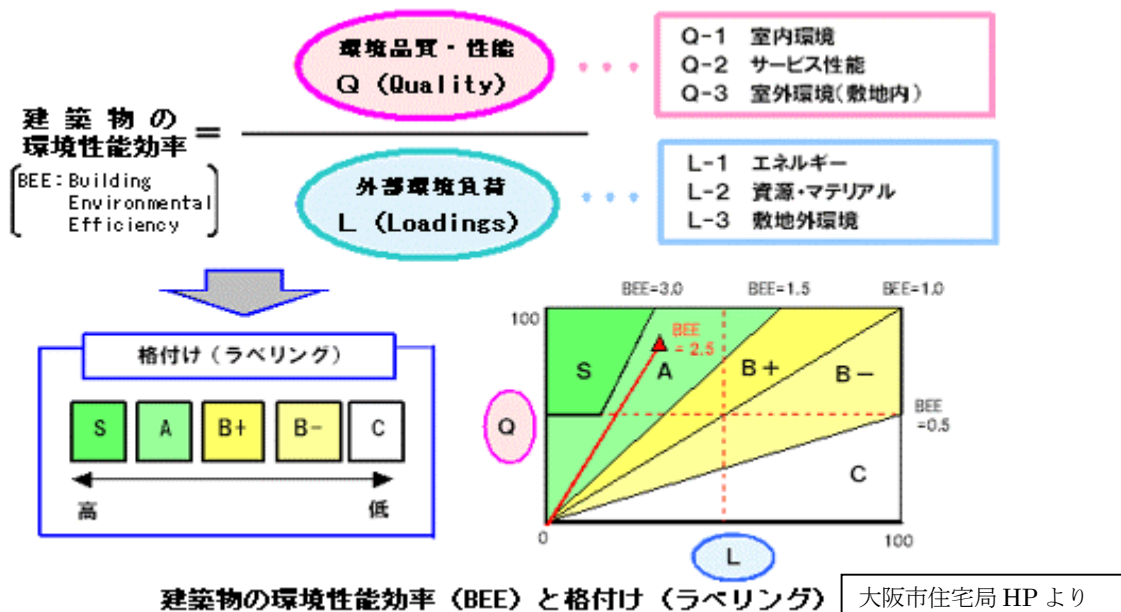 環境品質・性能
Q (Quality)
Q-1 室内環境
Q-2 サービス性能
Q-3 室外環境(敷地内)
建築物の
環境性能効率=
BEE:Building
Environmental
Efficiency
外部環境負荷
L (Loadings)
L-1 エネルギー
L-2 資源・マテリアル
L-3 敷地外環境
格付け(ラベリング)
S A B+ B- C
高 低
BEE=3.0 BEE=1.5 BEE=1.0
100
BEE
=2.5
S A B+ B-
Q
BEE
=0.5
C
0 100
L
建築物の環境性能効率(BEE)と格付け(ラベリング)
大阪市住宅局 HP より